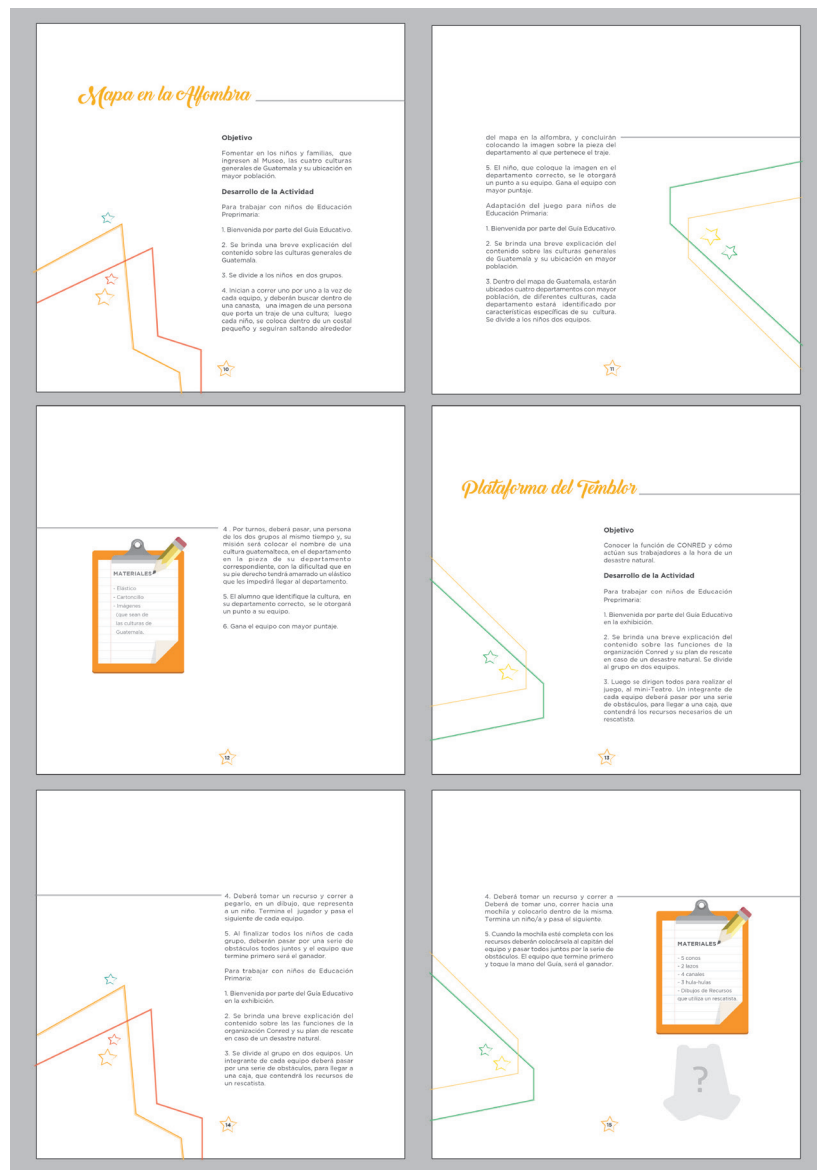 Mapa en la Alfombra
Objetivo
Fomentar en los niños y familias, que
ingresen al Museo, las cuatro culturas
generales de Guatemala y su ubicación en
mayor población.
Desarrollo de la Actividad
Para trabajar con niños de Educación
Preprimaria:
1. Bienvenida por parte del Guía Educativo.
2. Se brinda una breve explicación del
contenido sobre las culturas generales de
Guatemala.
3. Se divide a los niños en dos grupos.
4. Inician a correr uno por uno a la vez de
cada equipo, y deberán buscar dentro de
una canasta, una imagen de una persona
que porta un traje de una cultura; luego
cada niño, se coloca dentro de un costal
pequeño y seguiran saltando alrededor
10
del mapa en la alfombra, y concluirán
colocando la imagen sobre la pieza del
departamento al que pertenece el traje.
5. El niño, que coloque la imagen en el
departamento correcto, se le otorgará
un punto a su equipo. Gana el equipo con
mayor puntaje.
Adaptación del juego para niños de
Educación Primaria:
1. Bienvenida por parte del Guía Educativo.
2. Se brinda una breve explicación del
contenido sobre las culturas generales
de Guatemala y su ubicación en mayor
población.
3. Dentro del mapa de Guatemala, estarán
ubicados cuatro departamentos con mayor
población, de diferentes culturas, cada
departamento estará identificado por
características específicas de su cultura.
Se divide a los niños dos equipos.
11
MATERIALES
- Elástico
- Cartoncillo
- Imágenes
(que sean de
las culturas de
Guatemala.
4 . Por turnos, deberá pasar, una persona
de los dos grupos al mismo tiempo y, su
misión será colocar el nombre de una
cultura guatemalteca, en el departamento
en la pieza de su departamento
correspondiente, con la dificultad que en
su pie derecho tendrá amarrado un elástico
que les impedirá llegar al departamento.
5. El alumno que identifique la cultura, en
su departamento correcto, se le otorgará
un punto a su equipo.
6. Gana el equipo con mayor puntaje.
12
Plataforma del Temblor
Objetivo
Conocer la función de CONRED y cómo
actúan sus trabajadores a la hora de un
desastre natural.
Desarrollo de la Actividad
Para trabajar con niños de Educación
Preprimaria:
1. Bienvenida por parte del Guía Educativo
en la exhibición.
2. Se brinda una breve explicación del
contenido sobre las funciones de la
organización Conred y su plan de rescate
en caso de un desastre natural. Se divide
al grupo en dos equipos.
3. Luego se dirigen todos para realizar el
juego, al mini-Teatro. Un integrante de
cada equipo deberá pasar por una serie
de obstáculos, para llegar a una caja, que
contendrá los recursos necesarios de un
rescatista.
13
4. Deberá tomar un recurso y correr a
pegarlo, en un dibujo, que representa
a un niño. Termina el jugador y pasa el
siguiente de cada equipo.
5. Al finalizar todos los niños de cada
grupo, deberán pasar por una serie de
obstáculos todos juntos y el equipo que
termine primero será el ganador.
Para trabajar con niños de Educación
Primaria:
1. Bienvenida por parte del Guía Educativo
en la exhibición.
2. Se brinda una breve explicación del
contenido sobre las las funciones de la
organización Conred y su plan de rescate
en caso de un desastre natural.
3. Se divide al grupo en dos equipos. Un
integrante de cada equipo deberá pasar
por una serie de obstáculos, para llegar a
una caja, que contendrá los recursos de
un rescatista.
14
4. Deberá tomar un recurso y correr a
Deberá de tomar uno, correr hacia una
mochila y colocarlo dentro de la misma.
Termina un niño/a y pasa el siguiente.
5. Cuando la mochila esté completa con los
recursos deberán colocársela al capitán del
equipo y pasar todos juntos por la serie de
obstáculos. El equipo que termine primero
y toque la mano del Guía, será el ganador.
MATERIALES
- 5 conos
- 2 lazos
- 4 canales
- 3 hula-hulas
- Dibujos de Recursos
que utiliza un rescatista.
?
15